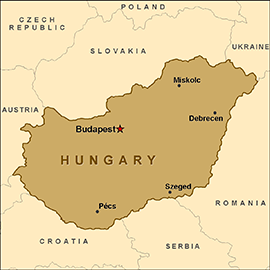 POLAND
CZECH
REPUBLIC
SLOVAKIA
UKRAINE
Miskolc
AUSTRIA
Debrecen
Budapest
HUNGARY
Szeged
ROMANIA
Pécs
CROATIA
SERBIA